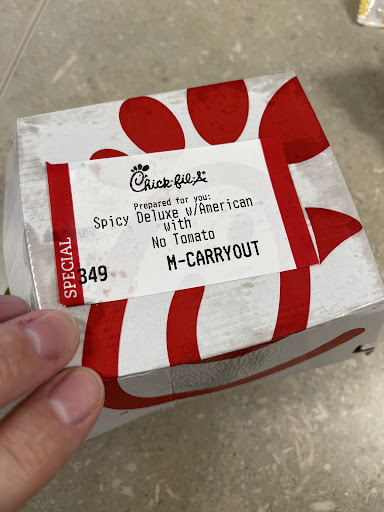 Chick-fil-A
Prepared for you:
Spicy Deluxe w/American
with
No Tomato
M-CARRYOUT
349
SPECIAL